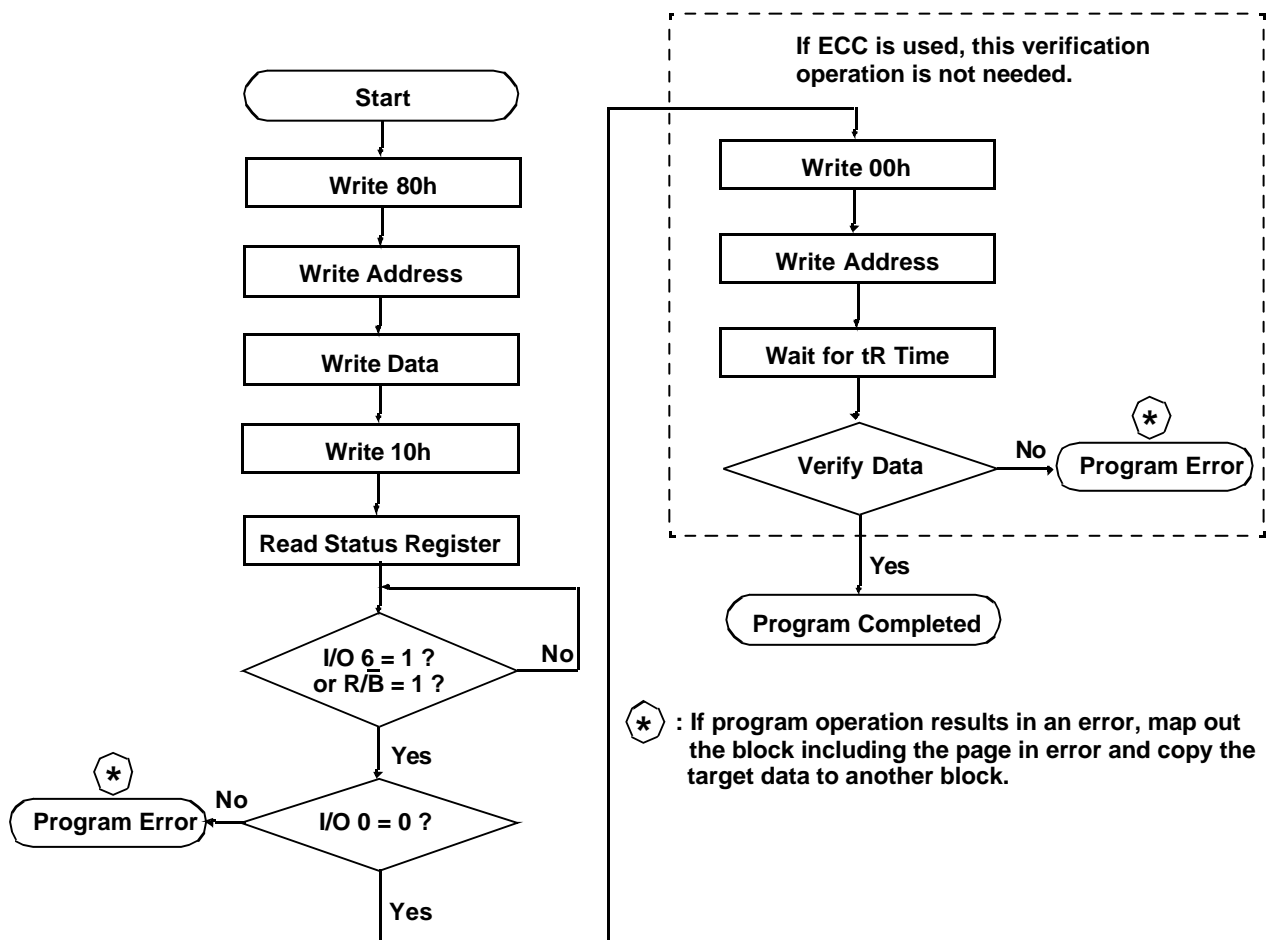 Start
Write 80h
Write Address
Write Data
Write 10h
Read Status Register
I/O 6 = 1 ?
or R/B̅ = 1 ?
No
Yes
*
No
Program Error
I/O 0 = 0 ?
Yes
If ECC is used, this verification
operation is not needed.
Write 00h
Write Address
Wait for tR Time
*
Verify Data
No
Program Error
Yes
Program Completed
* : If program operation results in an error, map out
the block including the page in error and copy the
target data to another block.